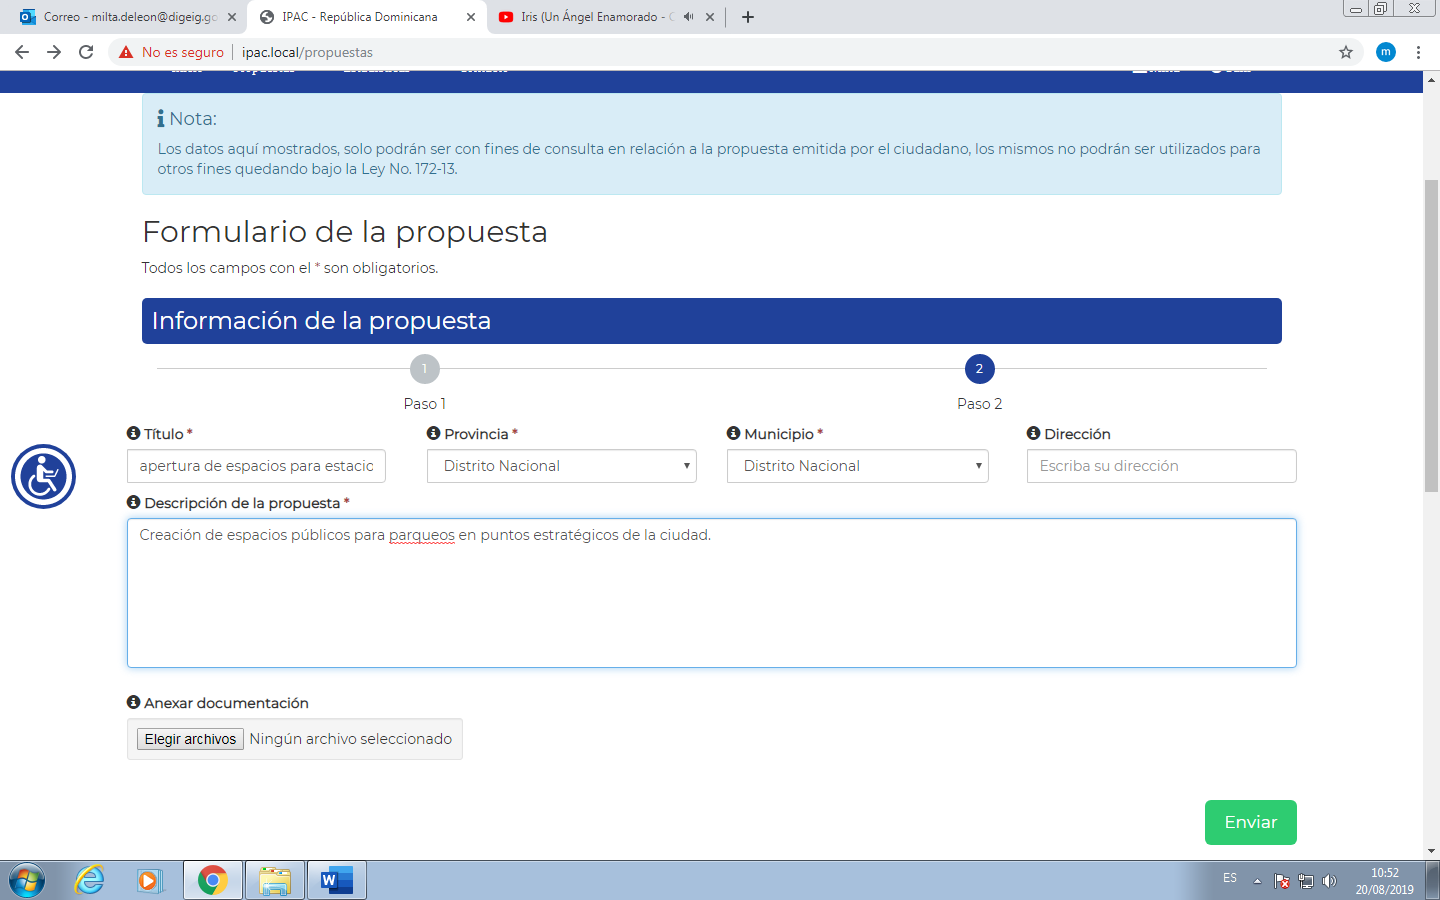 Correo - milta.deleon@digeig.go
IPAC - República Dominicana
Iris (Un Ángel Enamorado - C
No es seguro
ipac.local/propuestas
m
Nota:
Los datos aquí mostrados, solo podrán ser con fines de consulta en relación a la propuesta emitida por el ciudadano, los mismos no podrán ser utilizados para
otros fines quedando bajo la Ley No. 172-13.
Formulario de la propuesta
Todos los campos con el * son obligatorios.
Información de la propuesta
1
2
Paso 1
Paso 2
Título *
Provincia *
Municipio *
Dirección
apertura de espacios para estacio
Distrito Nacional
Distrito Nacional
Escriba su dirección
Descripción de la propuesta *
Creación de espacios públicos para parqueos en puntos estratégicos de la ciudad.
Anexar documentación
Elegir archivos
Ningún archivo seleccionado
Enviar
ES
10:52
20/08/2019